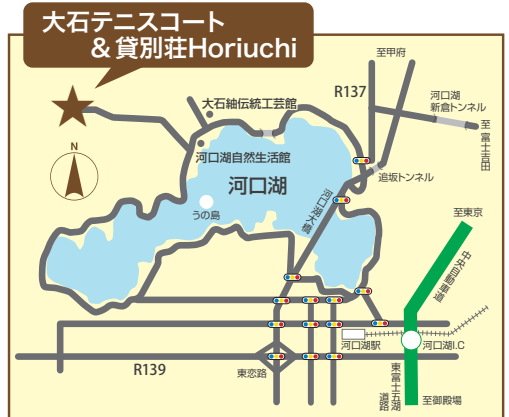 大石テニスコート
&貸別荘Horiuchi
至甲府
R137
河口湖
新倉トンネル
至富士吉田
大石紬伝統工芸館
N
河口湖自然生活館
河口湖
うの島
追坂トンネル
河口湖大橋
至東京
中央自動車道
河口湖駅
河口湖I.C
R139
東恋路
東富士五湖道路
至御殿場